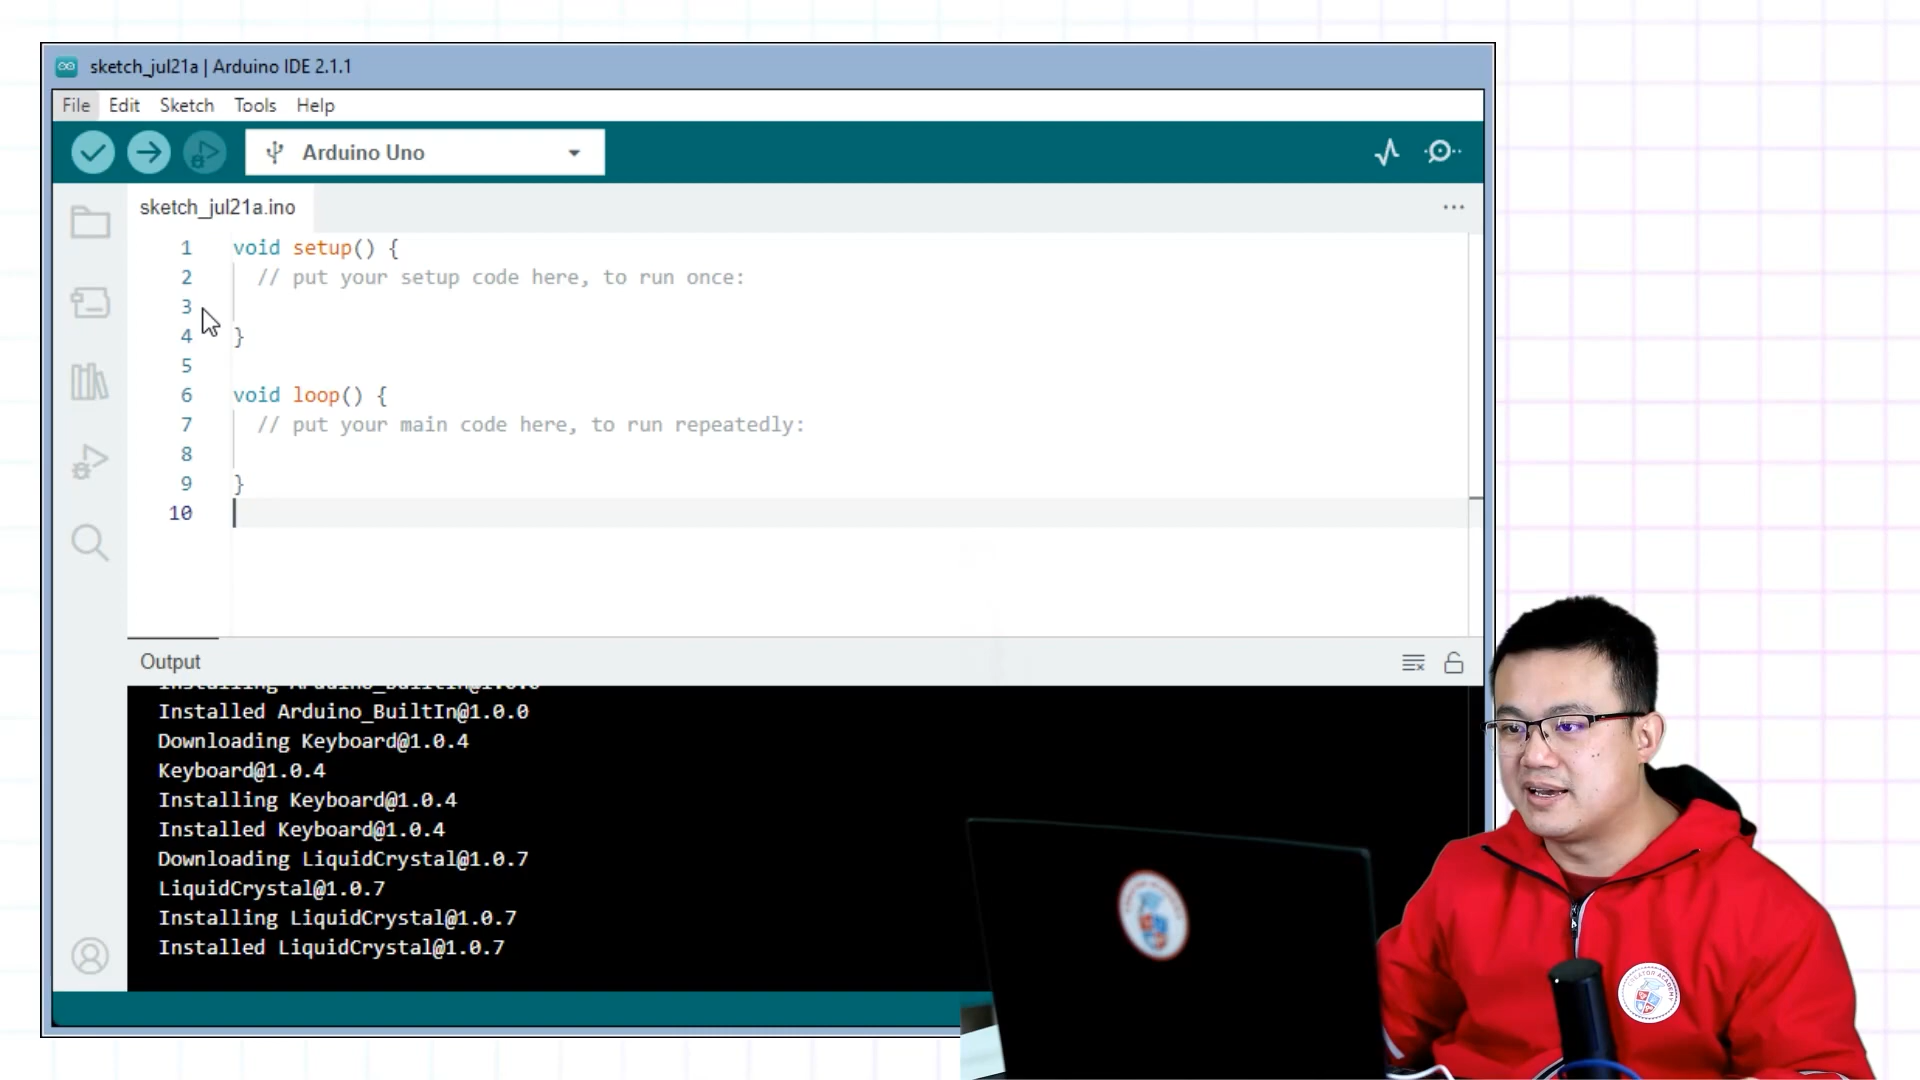 sketch_jul21a | Arduino IDE 2.1.1
File Edit Sketch Tools Help
Arduino Uno
sketch_jul21a.ino
1 void setup() {
2 // put your setup code here, to run once:
3
4 }
5
6 void loop() {
7 // put your main code here, to run repeatedly:
8
9 }
10
Output
Installed Arduino_BuiltIn@1.0.0
Downloading Keyboard@1.0.4
Keyboard@1.0.4
Installing Keyboard@1.0.4
Installed Keyboard@1.0.4
Downloading LiquidCrystal@1.0.7
LiquidCrystal@1.0.7
Installing LiquidCrystal@1.0.7
Installed LiquidCrystal@1.0.7
CREATOR ACADEMY